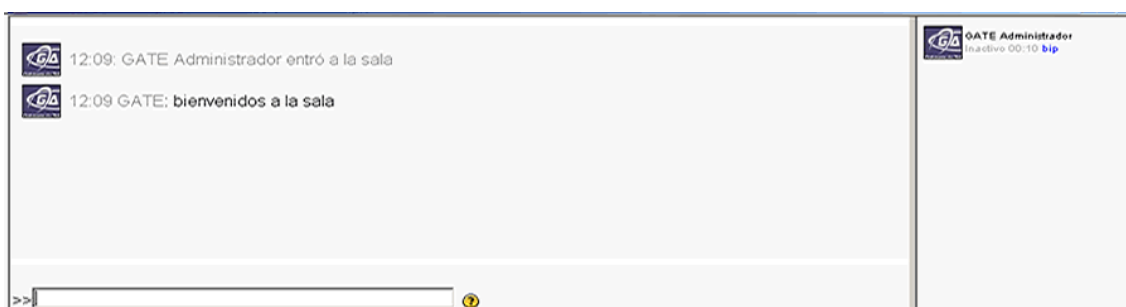 12:09: GATE Administrador entró a la sala
12:09 GATE: bienvenidos a la sala
>>
GATE Administrador
Inactivo 00:10 bip